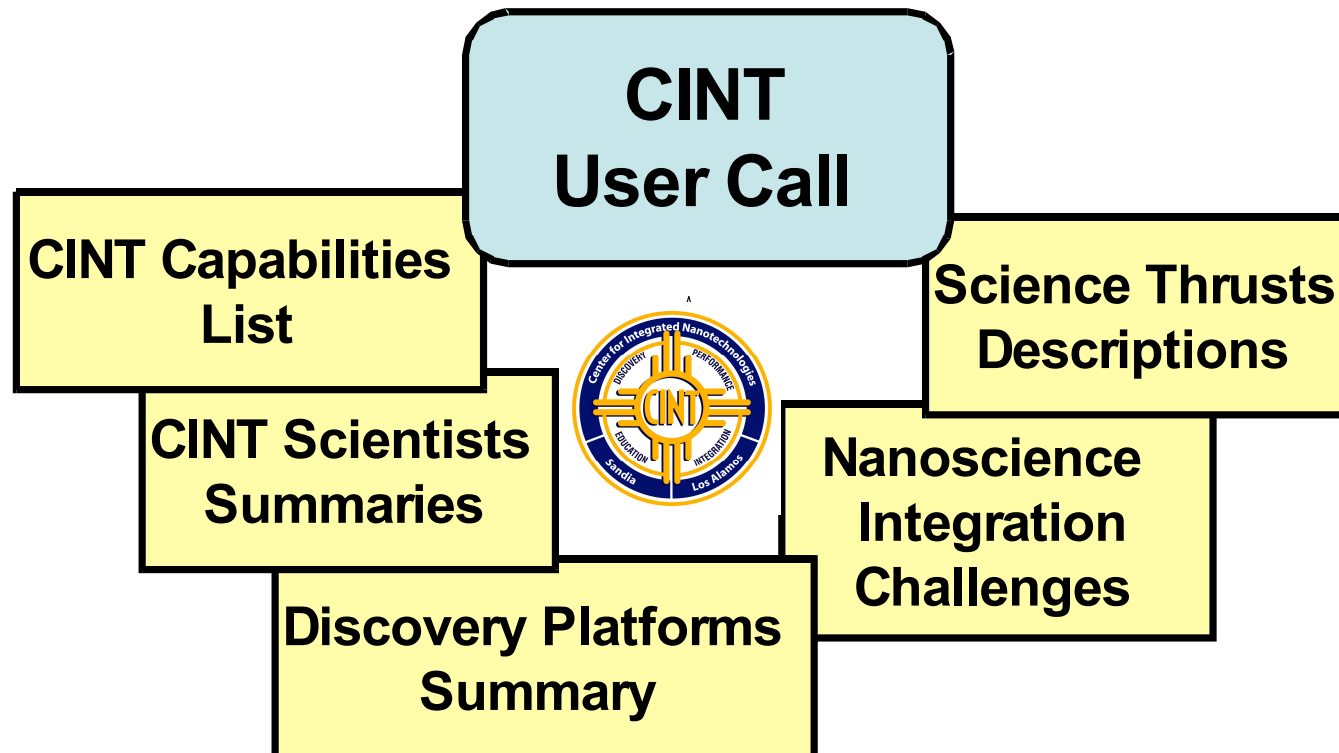 CINT
User Call
CINT Capabilities
List
Science Thrusts
Descriptions
CINT Scientists
Summaries
Nanoscience
Integration
Challenges
Discovery Platforms
Summary
Center for Integrated Nanotechnologies
DISCOVERY
PERFORMANCE
CINT
EDUCATION
INTEGRATION
Sandia
Los Alamos